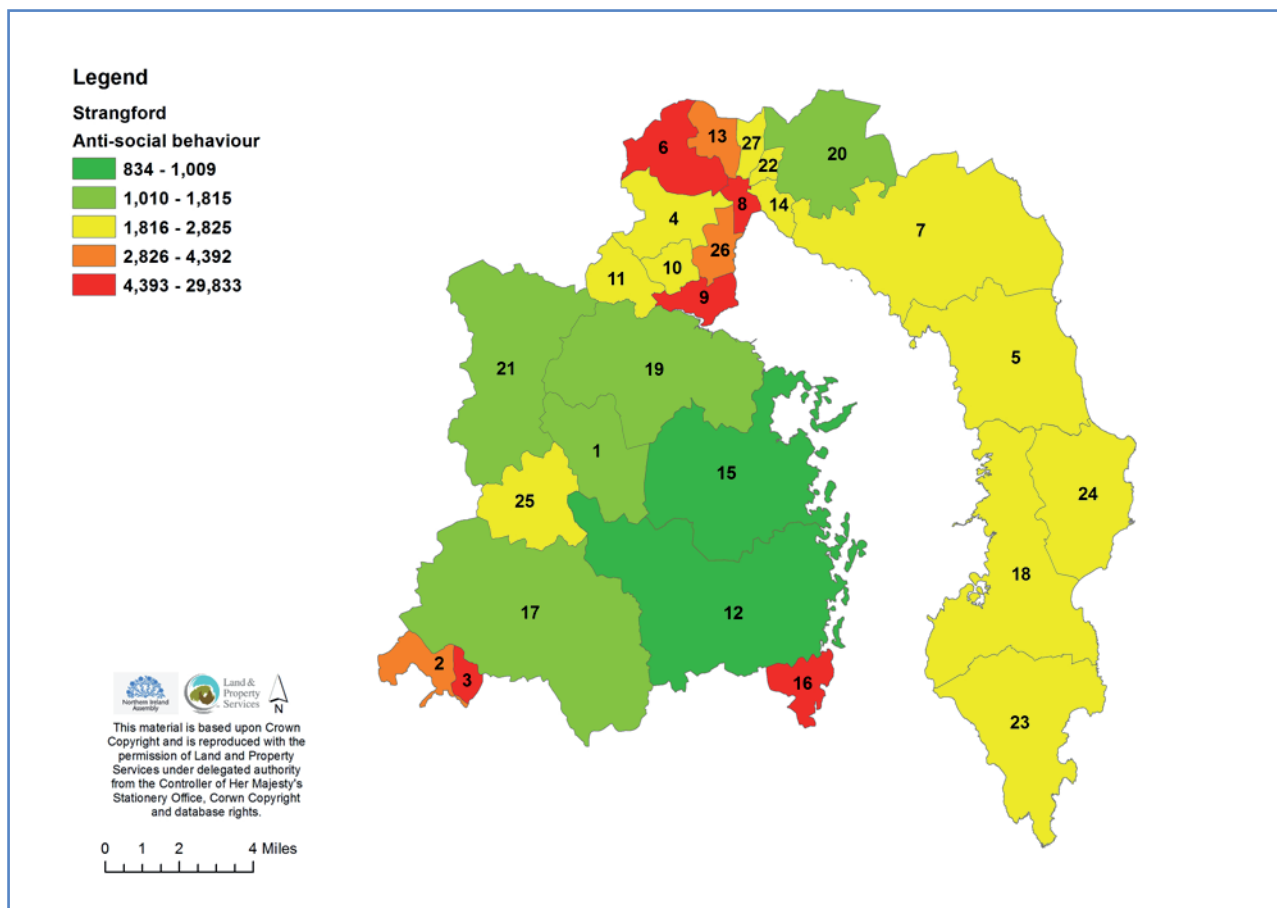 Legend
Strangford
Anti-social behaviour
834 - 1,009
1,010 - 1,815
1,816 - 2,825
2,826 - 4,392
4,393 - 29,833
13
6
27
20
22
8
14
4
7
26
10
11
9
5
21
19
1
15
24
25
18
17
12
2
3
16
23
Northern Ireland
Assembly
Land &
Property
Services
N
This material is based upon Crown
Copyright and is reproduced with the
permission of Land and Property
Services under delegated authority
from the Controller of Her Majesty's
Stationery Office, Corwn Copyright
and database rights.
0 1 2 4 Miles